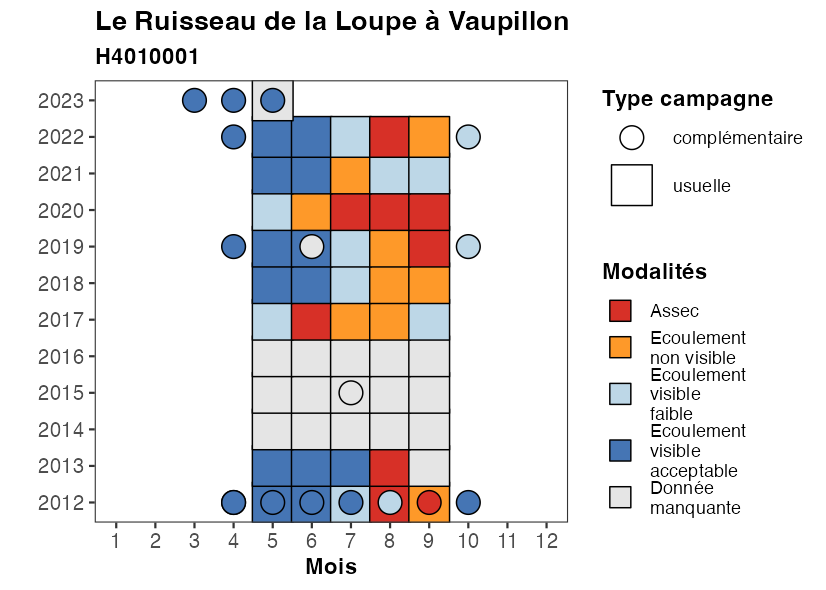 Le Ruisseau de la Loupe à Vaupillon
H4010001
2023
2022
2021
2020
2019
2018
2017
2016
2015
2014
2013
2012
1 2 3 4 5 6 7 8 9 10 11 12
Mois
Type campagne
complémentaire
usuelle
Modalités
Assec
Ecoulement
non visible
Ecoulement
visible
faible
Ecoulement
visible
acceptable
Donnée
manquante